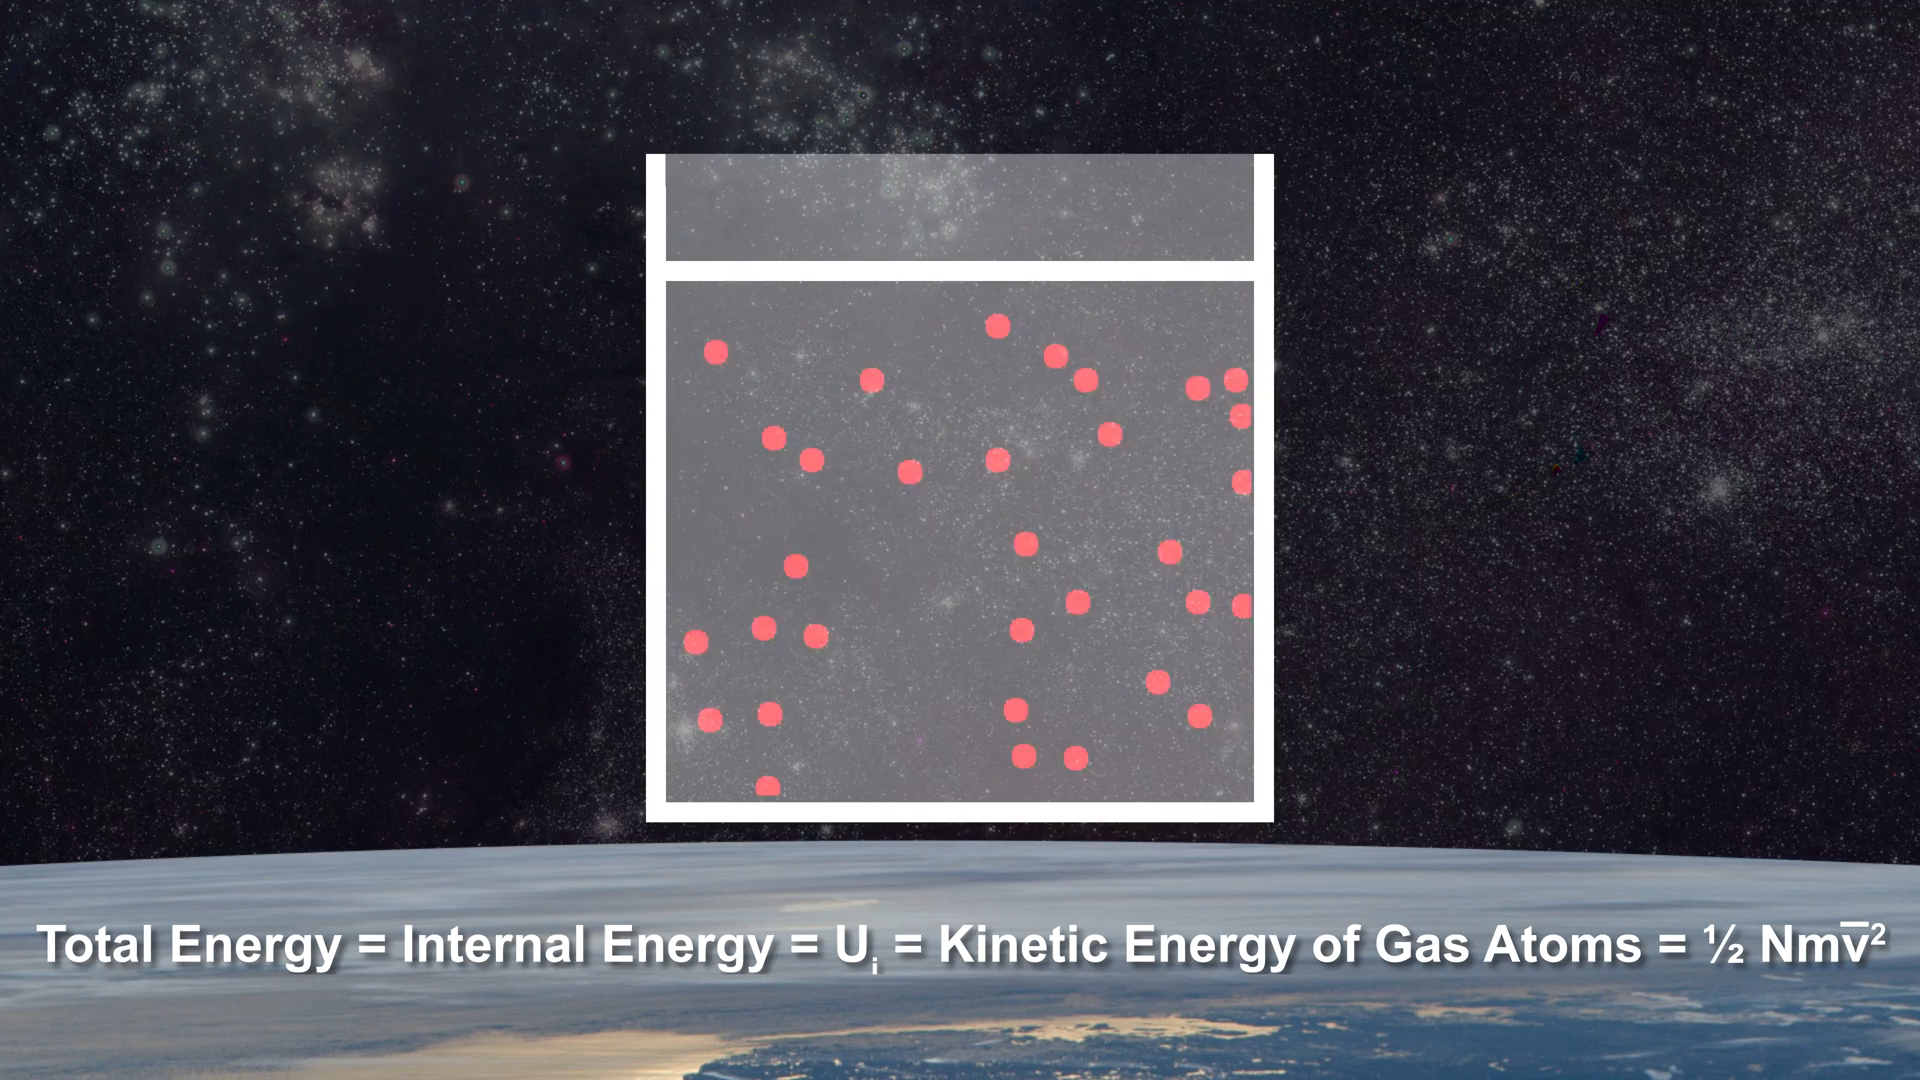 Total Energy = Internal Energy = Uᵢ = Kinetic Energy of Gas Atoms = ½ Nmv̅²